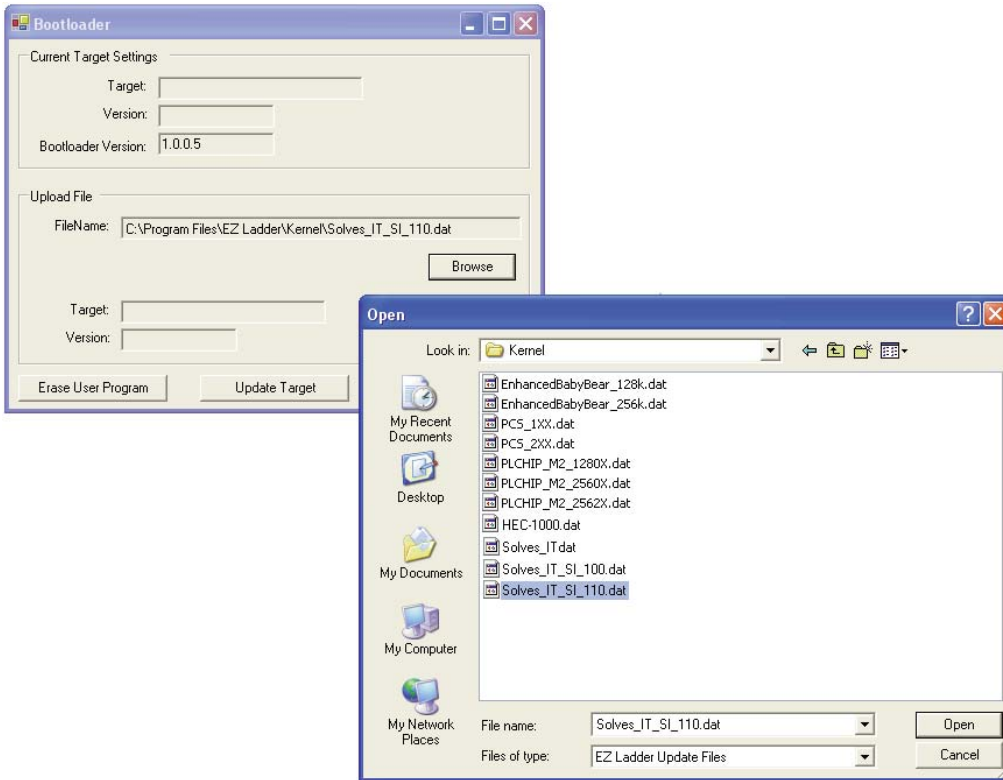 Bootloader
Current Target Settings
Target:
Version:
Bootloader Version: 1.0.0.5
Upload File
FileName: C:\Program Files\EZ Ladder\Kernel\Solves_IT_SI_110.dat
Browse
Target:
Version:
Erase User Program Update Target
Open
Look in: Kernel
My Recent Documents
Desktop
My Documents
My Computer
My Network Places
EnhancedBabyBear_128k.dat
EnhancedBabyBear_256k.dat
PCS_1XX.dat
PCS_2XX.dat
PLCHIP_M2_1280X.dat
PLCHIP_M2_2560X.dat
PLCHIP_M2_2562X.dat
HEC-1000.dat
Solves_ITdat
Solves_IT_SI_100.dat
Solves_IT_SI_110.dat
File name: Solves_IT_SI_110.dat Open
Files of type: EZ Ladder Update Files Cancel